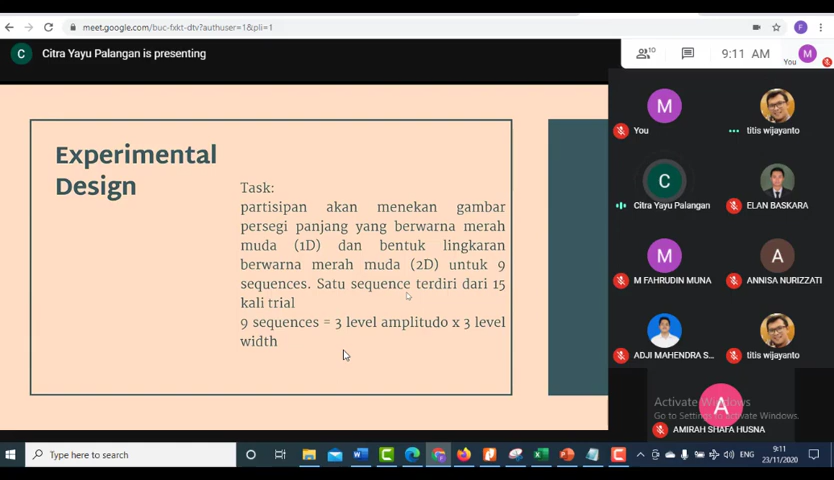 meet.google.com/buc-fxkt-dtv?authuser=1&pli=1
F
C
Citra Yayu Palangan is presenting
10
9:11 AM
You
M
Experimental
Design
Task:
partisipan akan menekan gambar
persegi panjang yang berwarna merah
muda (1D) dan bentuk lingkaran
berwarna merah muda (2D) untuk 9
sequences. Satu sequence terdiri dari 15
kali trial
9 sequences = 3 level amplitudo x 3 level
width
M
You
titis wijayanto
C
Citra Yayu Palangan
ELAN BASKARA
M
M FAHRUDIN MUNA
A
ANNISA NURIZZATI
ADJI MAHENDRA S...
titis wijayanto
A
AMIRAH SHAFA HUSNA
Activate Windows
Go to Settings to activate Windows.
Type here to search
ENG
9:11
23/11/2020